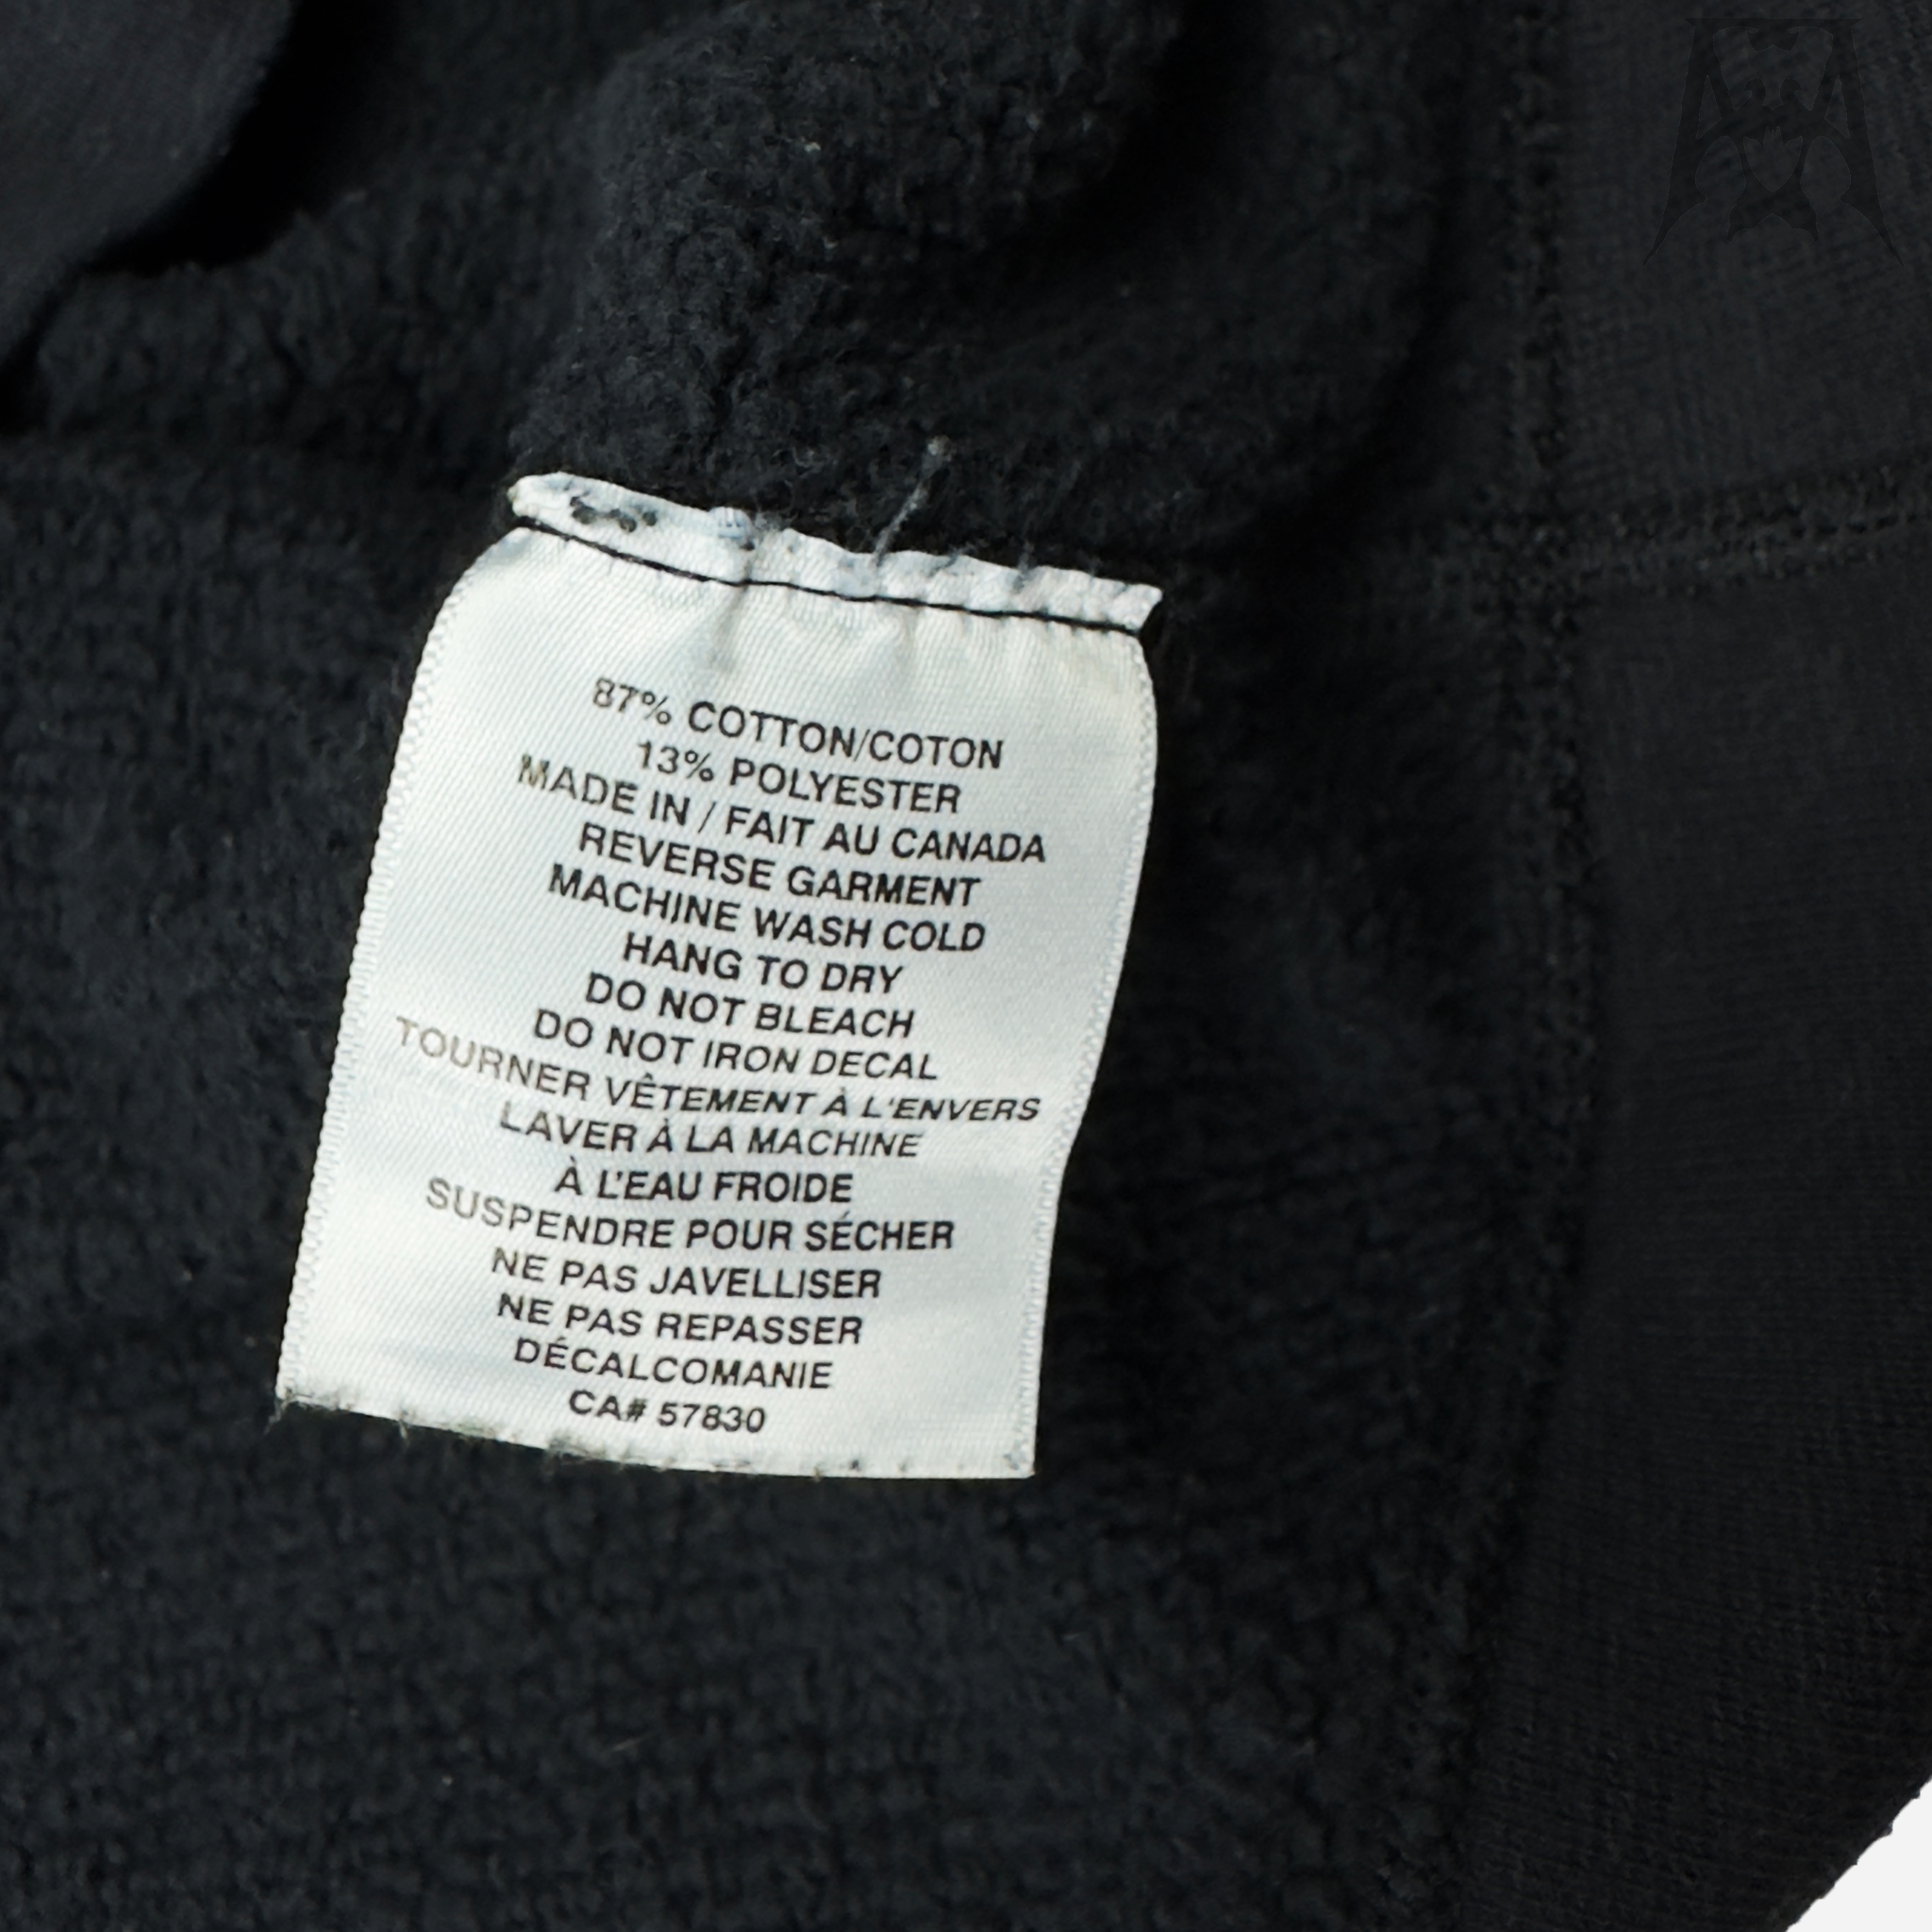 87% COTTON/COTON
13% POLYESTER
MADE IN / FAIT AU CANADA
REVERSE GARMENT
MACHINE WASH COLD
HANG TO DRY
DO NOT BLEACH
DO NOT IRON DECAL
TOURNER VÊTEMENT À L'ENVERS
LAVER À LA MACHINE
À L'EAU FROIDE
SUSPENDRE POUR SÉCHER
NE PAS JAVELLISER
NE PAS REPASSER
DÉCALCOMANIE
CA# 57830